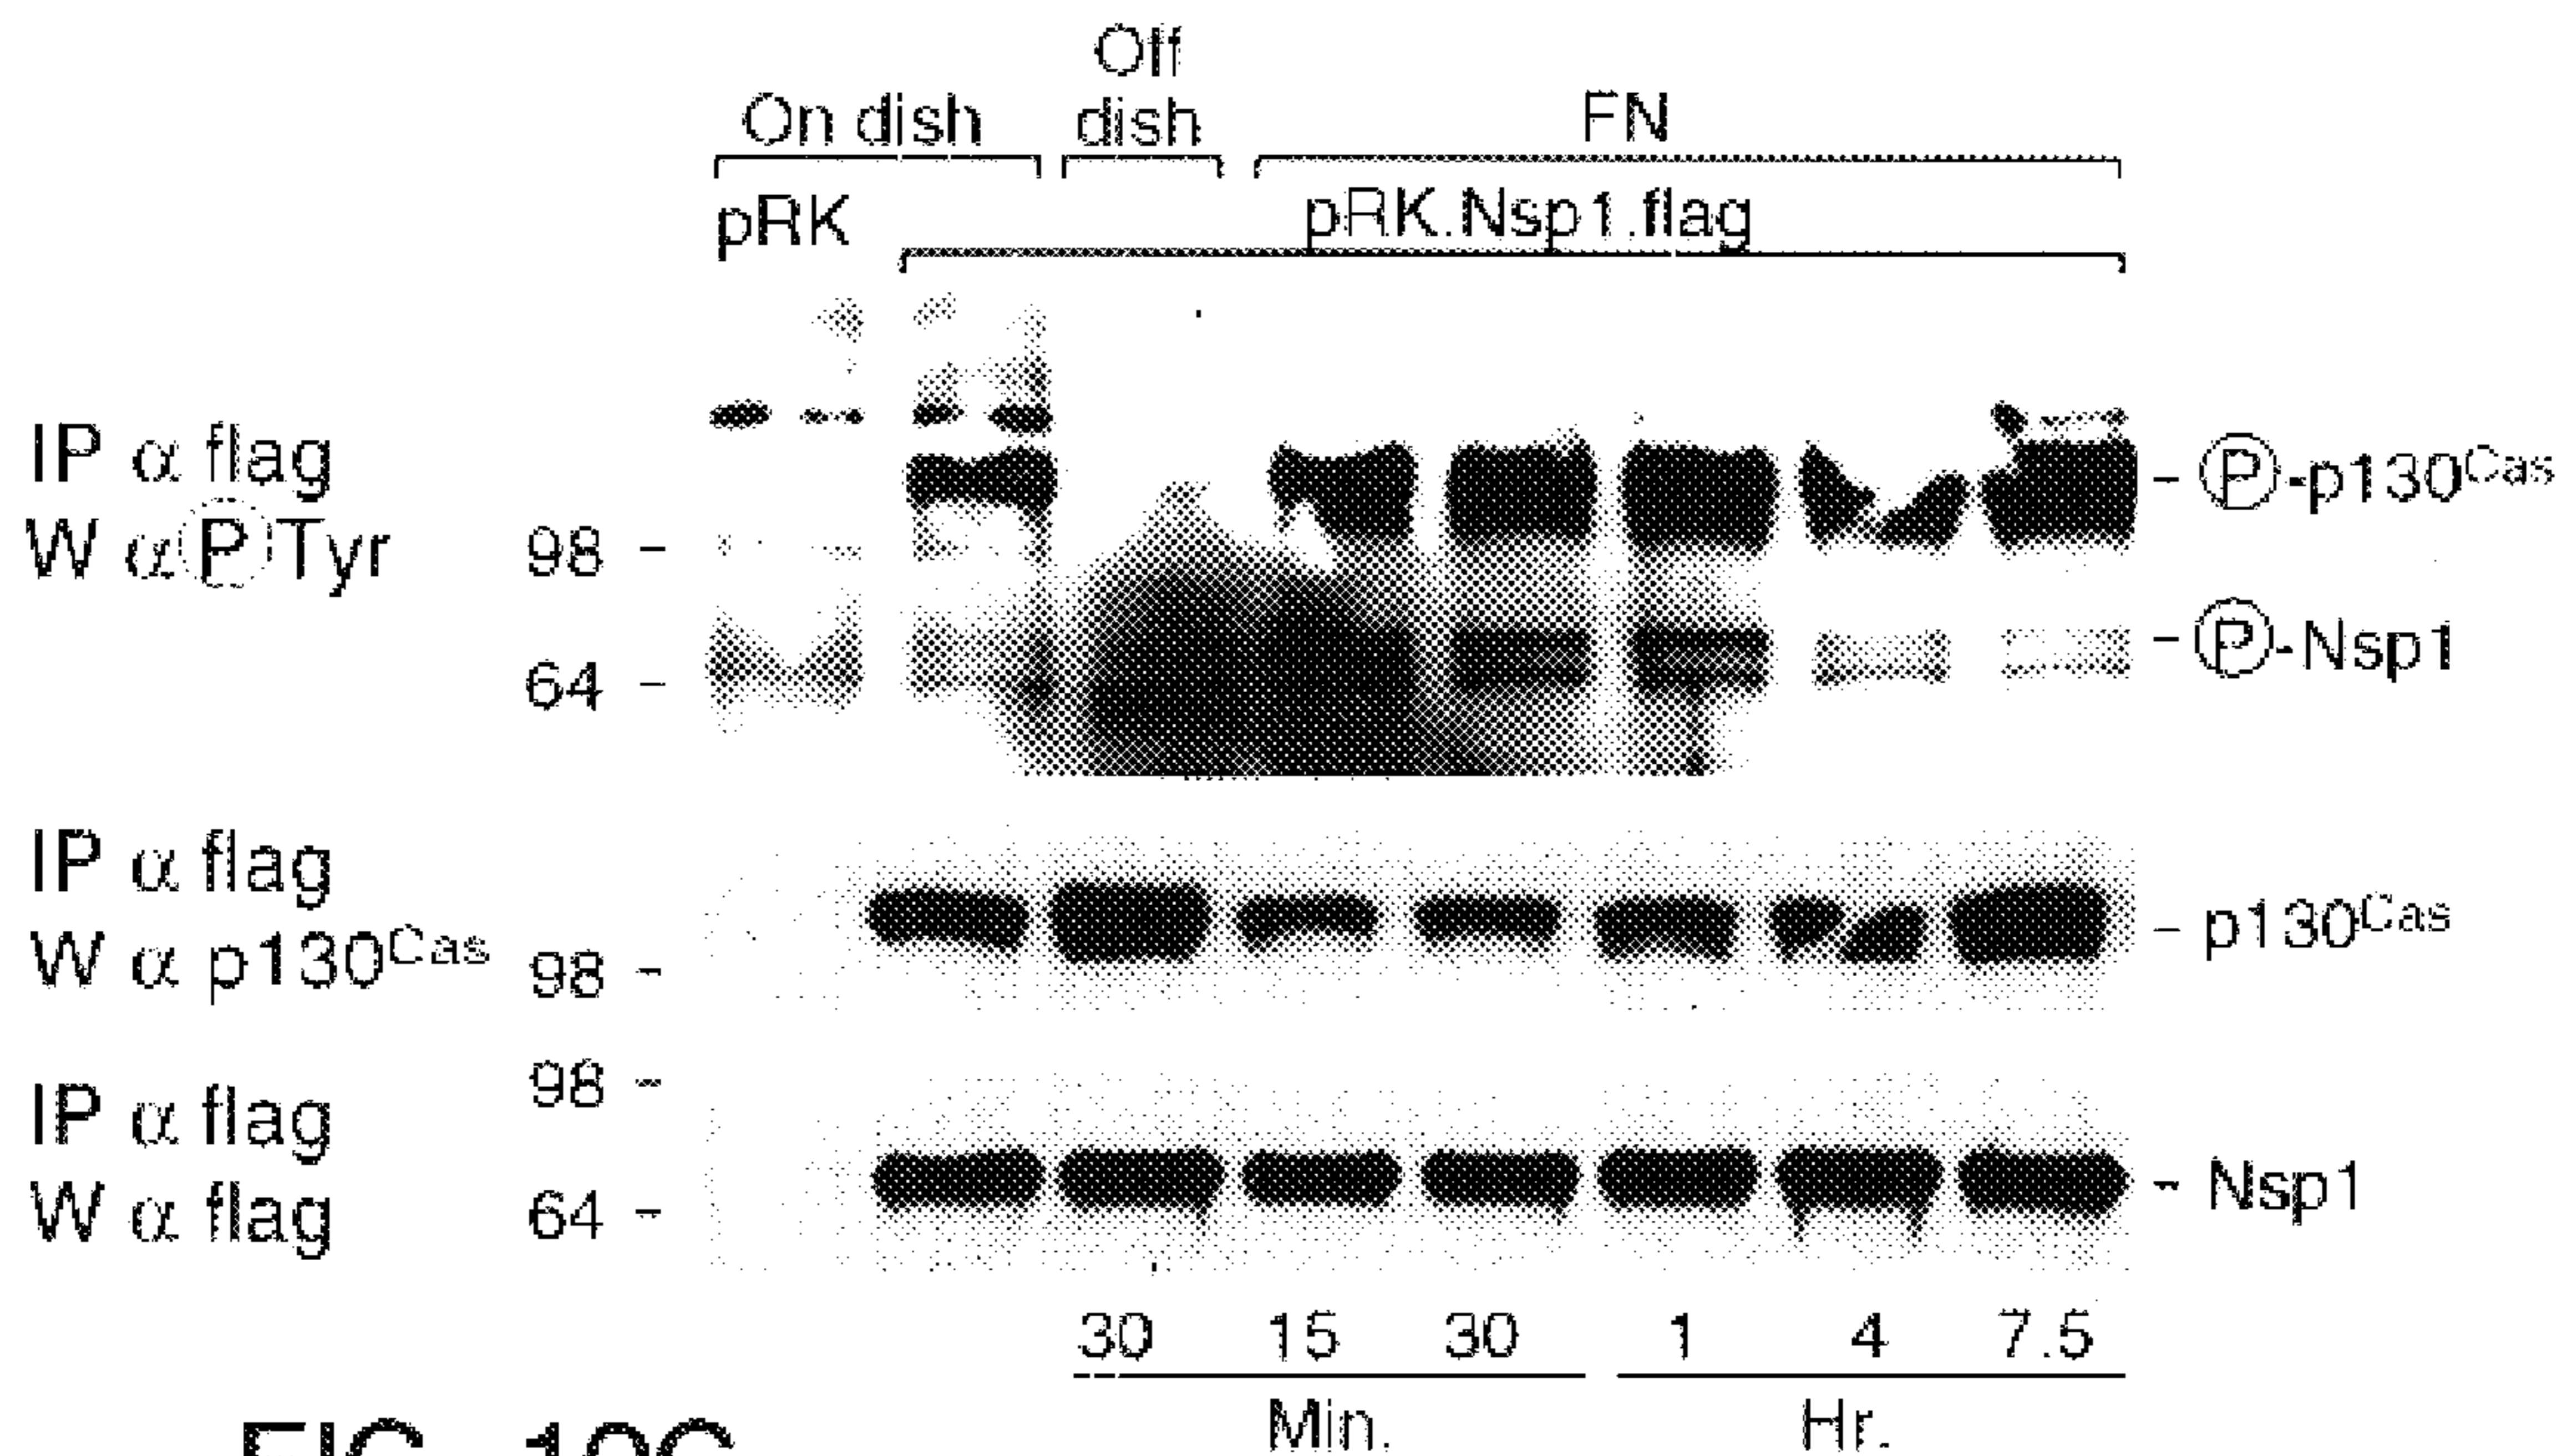 Off
On dish dish FN
pRK pRK.Nsp1.flag
IP α flag
W α Ⓟ Tyr
98 -
64 -
- Ⓟ-p130Cas
- Ⓟ-Nsp1
IP α flag
W α p130Cas
98 -
- p130Cas
98 -
IP α flag
W α flag
64 -
- Nsp1
30 15 30 1 4 7.5
Min. Hr.